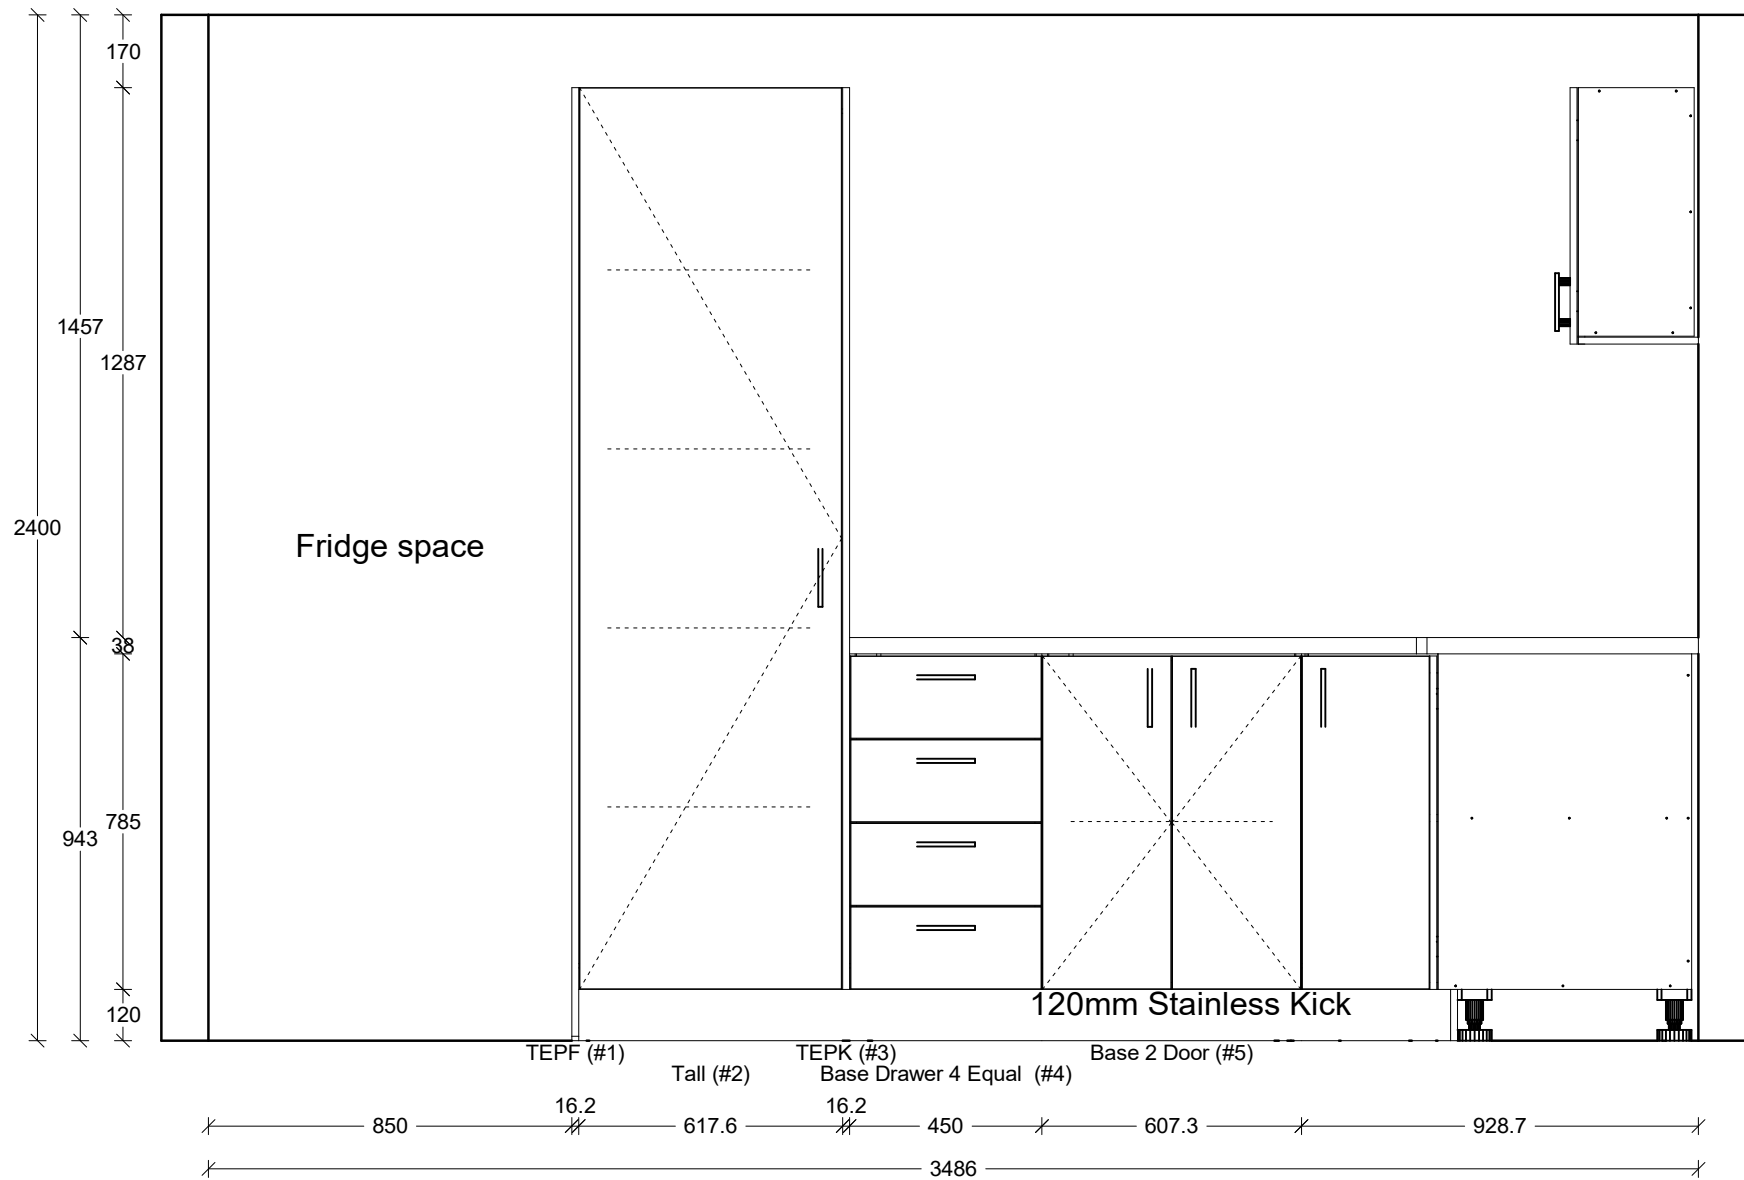 170
1457
1287
2400
Fridge space
38
943
785
120
120mm Stainless Kick
TEPF (#1)
TEPK (#3)
Base 2 Door (#5)
Tall (#2)
Base Drawer 4 Equal (#4)
16.2
16.2
850
617.6
450
607.3
928.7
3486